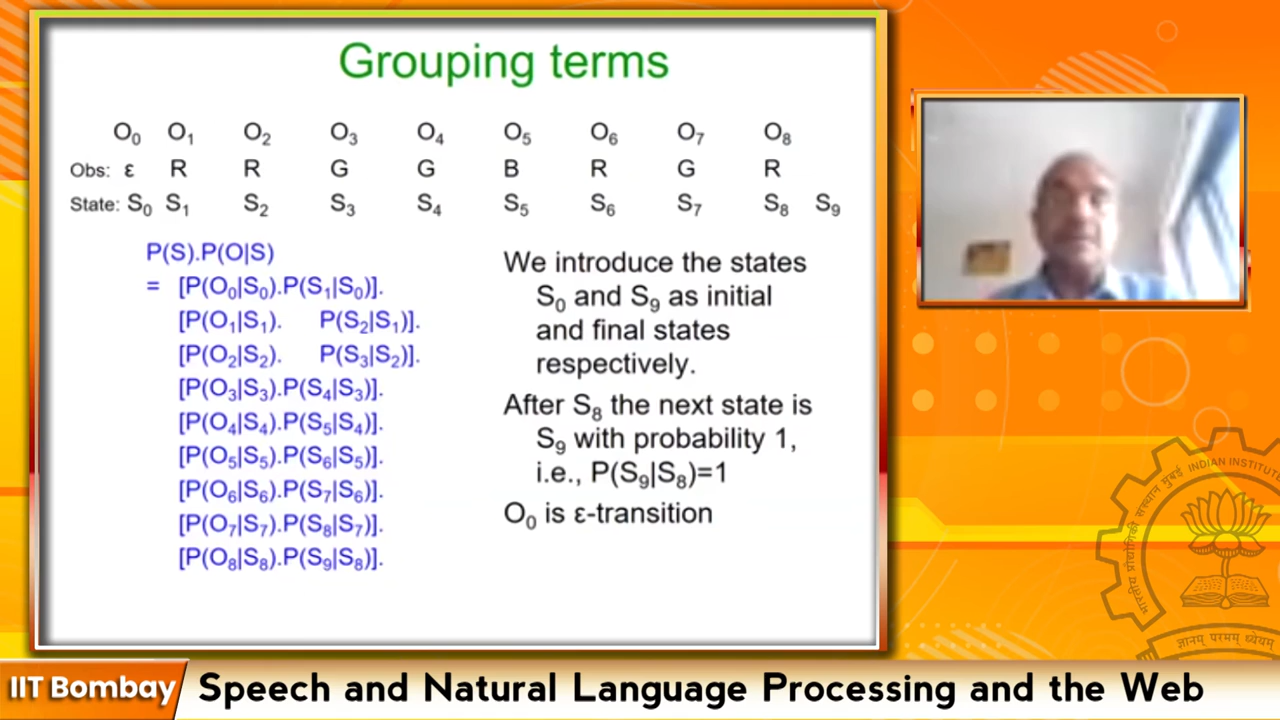 Grouping terms
O₀ O₁ O₂ O₃ O₄ O₅ O₆ O₇ O₈
Obs: ε R R G G B R G R
State: S₀ S₁ S₂ S₃ S₄ S₅ S₆ S₇ S₈ S₉
P(S).P(O|S)
= [P(O₀|S₀).P(S₁|S₀)].
[P(O₁|S₁). P(S₂|S₁)].
[P(O₂|S₂). P(S₃|S₂)].
[P(O₃|S₃).P(S₄|S₃)].
[P(O₄|S₄).P(S₅|S₄)].
[P(O₅|S₅).P(S₆|S₅)].
[P(O₆|S₆).P(S₇|S₆)].
[P(O₇|S₇).P(S₈|S₇)].
[P(O₈|S₈).P(S₉|S₈)].
We introduce the states
S₀ and S₉ as initial
and final states
respectively.
After S₈ the next state is
S₉ with probability 1,
i.e., P(S₉|S₈)=1
O₀ is ε-transition
भारतीय प्रौद्योगिकी संस्थान मुंबई INDIAN INSTITUTE
ज्ञानम् परमम् ध्येयम्
IIT Bombay
Speech and Natural Language Processing and the Web